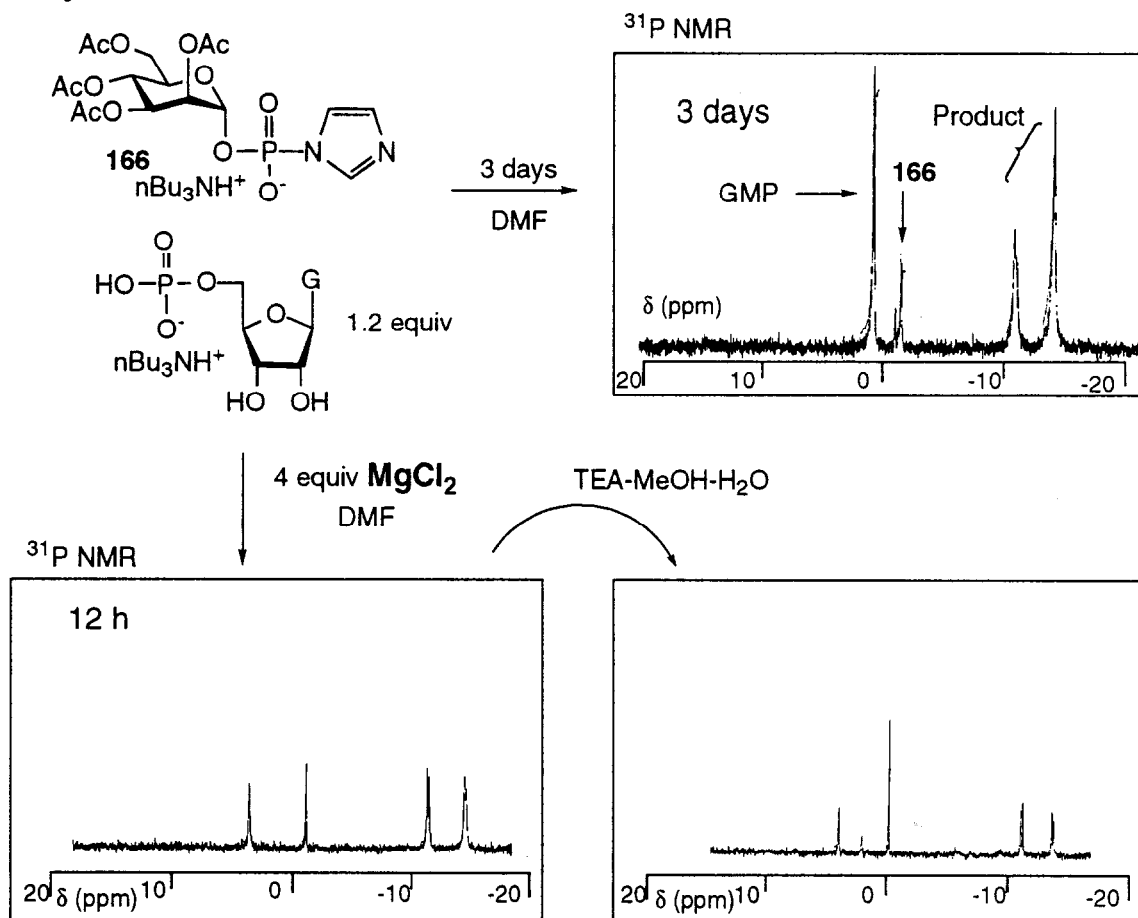 31P NMR
AcO
OAc
AcO
AcO
O
O
O
P
N
N
O-
166
nBu3NH+
3 days
DMF
3 days
Product
GMP
166
δ (ppm)
20
10
0
-10
-20
O
HO
P
O
O-
G
O
nBu3NH+
1.2 equiv
HO
OH
4 equiv MgCl2
DMF
TEA-MeOH-H2O
31P NMR
12 h
20
δ (ppm)
10
0
-10
-20
20
δ (ppm)
10
0
-10
-20